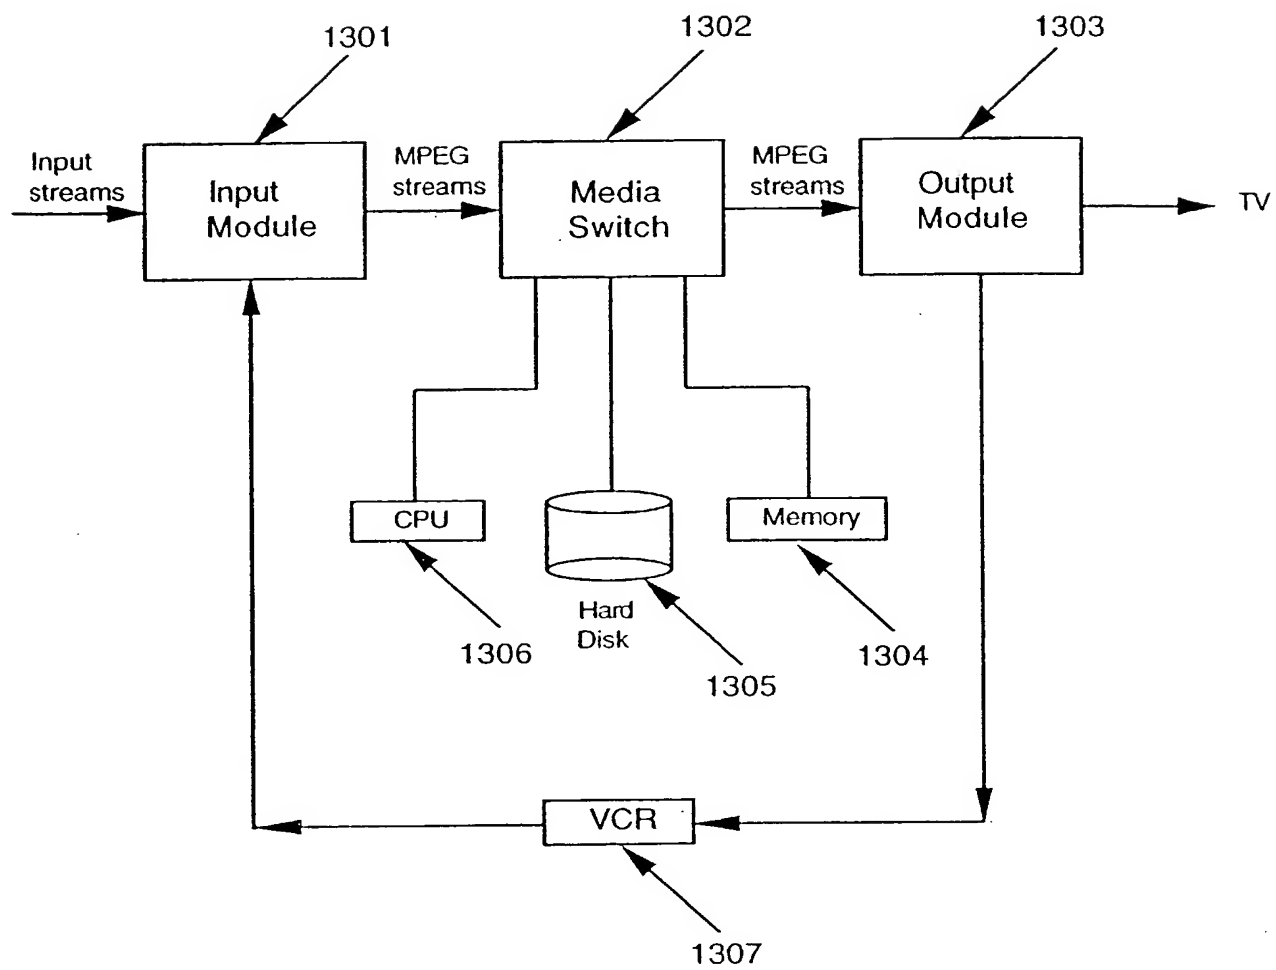 1301
1302
1303
Input
streams
Input
Module
MPEG
streams
Media
Switch
MPEG
streams
Output
Module
TV
CPU
Memory
Hard
Disk
1306
1305
1304
VCR
1307